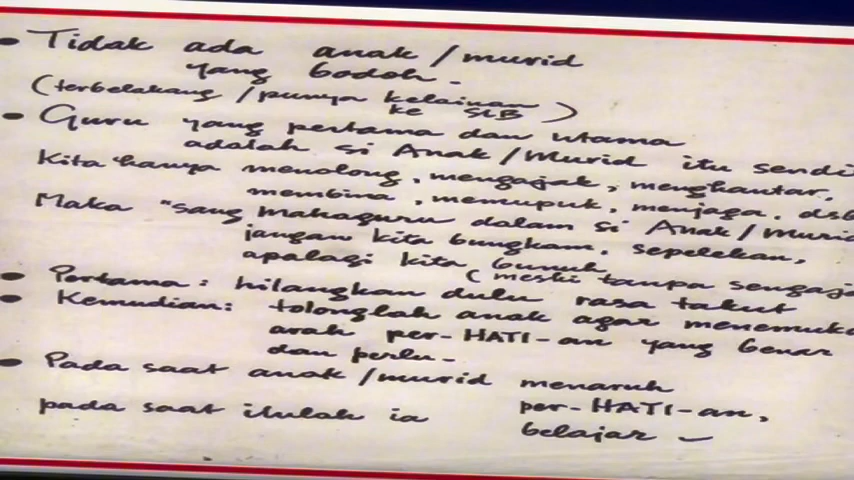 • Tidak ada anak / murid
yang bodoh -
(terbelakang / punya kelainan
ke SLB )
• Guru yang pertama dan utama
adalah si Anak / Murid itu sendi
Kita hanya menolong, mengajak, menghantar,
membina, memupuk, menjaga, dsb
Maka "sang mahaguru dalam si Anak / Murid
jangan kita bungkam, sepelekan,
apalagi kita bunuh
( meski tanpa sengaja
• Pertama : hilangkan dulu rasa takut
• Kemudian : tolonglah anak agar menemuka
arah per-HATI-an yang benar
dan perlu -
• Pada saat anak / murid menaruh
per-HATI-an,
pada saat itulah ia belajar